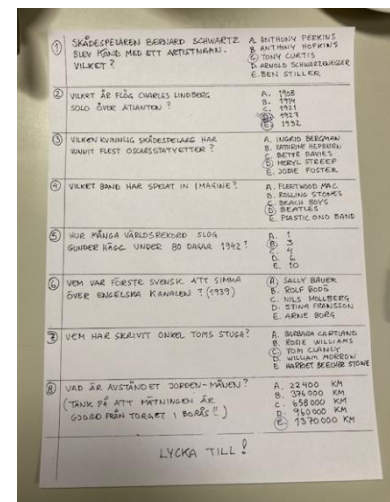 1 SKÅDESPELAREN BERNARD SCHWARTZ
BLEV KÄND MED ETT ARTISTNAMN.
VILKET?
A. ANTHONY PERKINS
B. ANTHONY HOPKINS
C. TONY CURTIS
D. ARNOLD SCHWARZENEGGER
E. BEN STILLER
2 VILKET ÅR FLÖG CHARLES LINDBERG
SOLO ÖVER ATLANTEN?
A. 1908
B. 1914
C. 1921
D. 1927
E. 1932
3 VILKEN KVINNLIG SKÅDESPELARE HAR
VUNNIT FLEST OSCARSSTATYETTER?
A. INGRID BERGMAN
B. KATHRINE HEPBURN
C. BETTE DAVIES
D. MERYL STREEP
E. JODIE FOSTER
4 VILKET BAND HAR SPELAT IN IMAGINE?
A. FLEETWOOD MAC
B. ROLLING STONES
C. BEACH BOYS
D. BEATLES
E. PLASTIC ONO BAND
5 HUR MÅNGA VÄRLDSREKORD SLOG
GUNDER HÄGG UNDER 80 DAGAR 1942?
A. 1
B. 3
C. 4
D. 6
E. 10
6 VEM VAR FÖRSTE SVENSK ATT SIMMA
ÖVER ENGELSKA KANALEN? (1939)
A. SALLY BAUER
B. ROLF BODÖ
C. NILS MOLLBERG
D. STINA FRANSSON
E. ARNE BORG
7 VEM HAR SKRIVIT ONKEL TOMS STUGA?
A. BARBARA CARTLAND
B. ROBIE WILLIAMS
C. TOM CLANCY
D. WILLIAM MORROW
E. HARRIET BEECHER STOWE
8 VAD ÄR AVSTÅNDET JORDEN-MÅNEN?
(TÄNK PÅ ATT MÄTNINGEN ÄR
GJORD FRÅN TORGET I BORÅS!!)
A. 22400 KM
B. 376000 KM
C. 658000 KM
D. 960000 KM
E. 1370000 KM
LYCKA TILL!